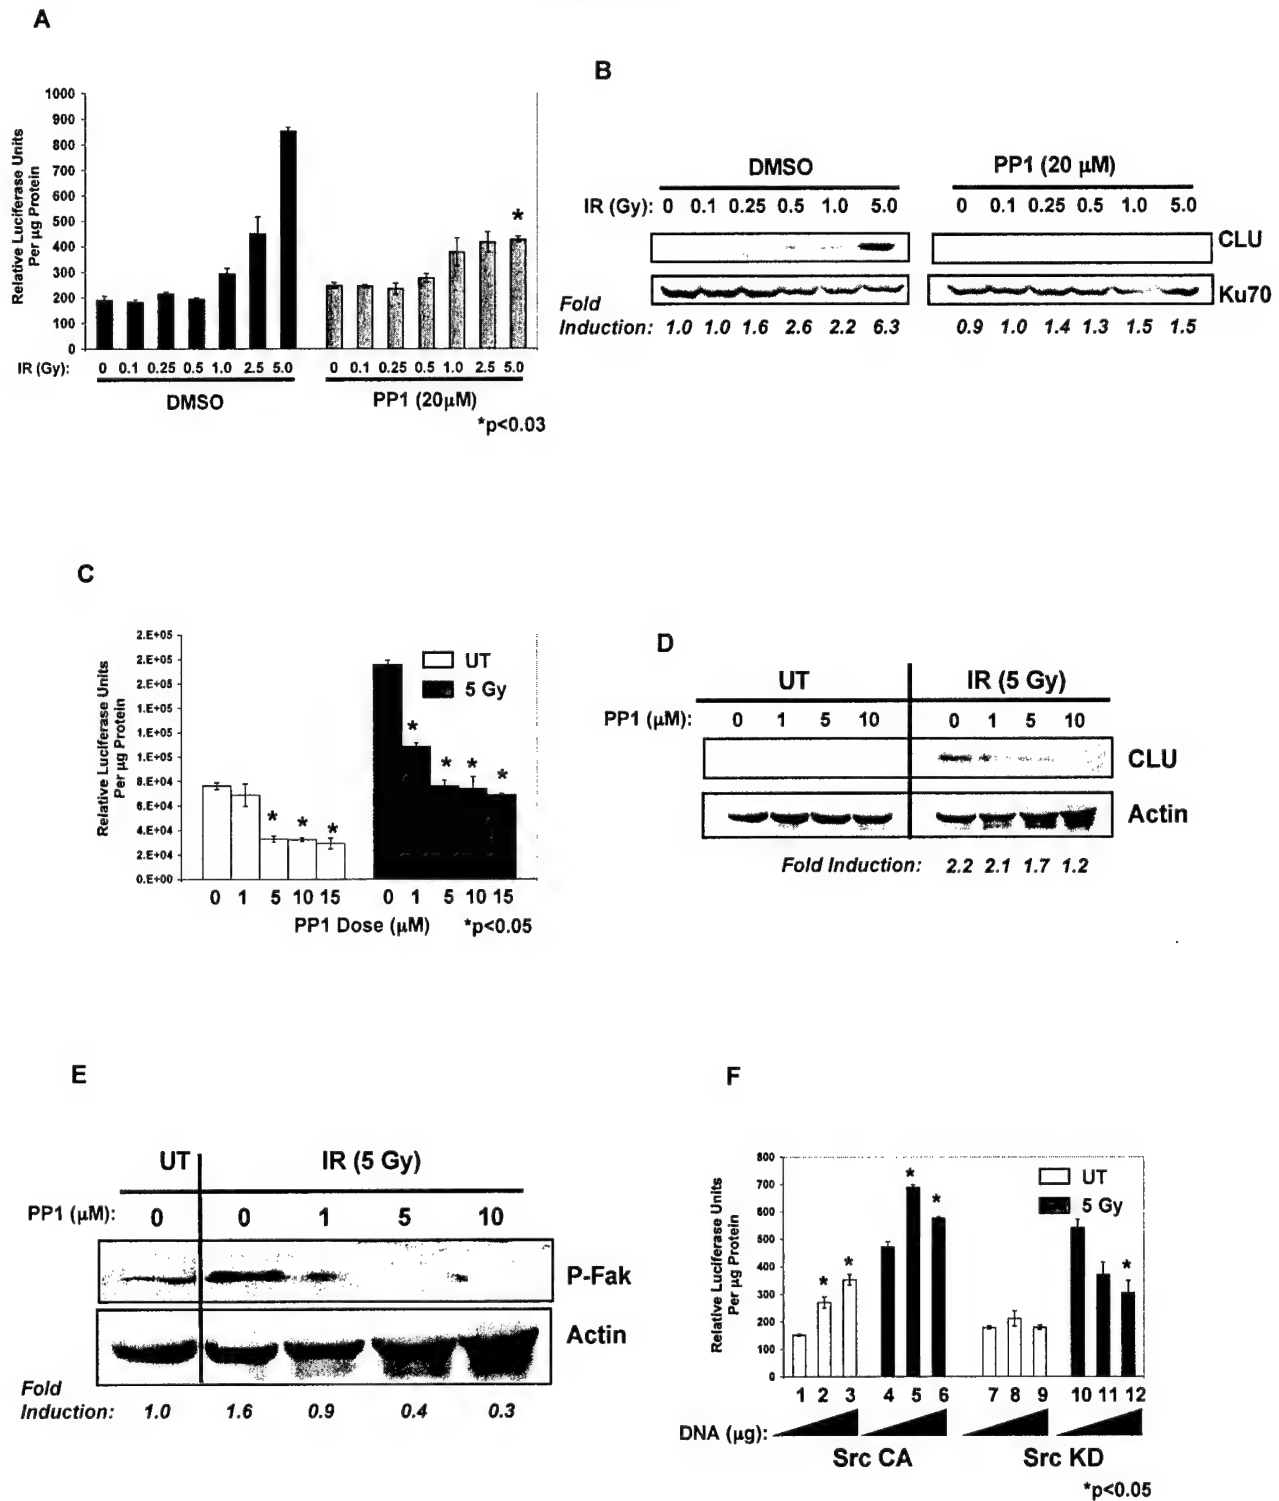 A
1000
900
800
700
600
500
400
300
200
100
0
Relative Luciferase Units
Per µg Protein
*
IR (Gy): 0 0.1 0.25 0.5 1.0 2.5 5.0 0 0.1 0.25 0.5 1.0 2.5 5.0
DMSO PP1 (20µM)
*p<0.03
B
DMSO PP1 (20 µM)
IR (Gy): 0 0.1 0.25 0.5 1.0 5.0 0 0.1 0.25 0.5 1.0 5.0
CLU
Ku70
Fold
Induction: 1.0 1.0 1.6 2.6 2.2 6.3 0.9 1.0 1.4 1.3 1.5 1.5
C
2.E+05
2.E+05
2.E+05
1.E+05
1.E+05
1.E+05
8.E+04
6.E+04
4.E+04
2.E+04
0.E+00
Relative Luciferase Units
Per µg Protein
UT
5 Gy
* * * * * * *
0 1 5 10 15 0 1 5 10 15
PP1 Dose (µM) *p<0.05
D
UT IR (5 Gy)
PP1 (µM): 0 1 5 10 0 1 5 10
CLU
Actin
Fold Induction: 2.2 2.1 1.7 1.2
E
UT IR (5 Gy)
PP1 (µM): 0 0 1 5 10
P-Fak
Actin
Fold
Induction: 1.0 1.6 0.9 0.4 0.3
F
800
700
600
500
400
300
200
100
0
Relative Luciferase Units
Per µg Protein
UT
5 Gy
* * * * *
1 2 3 4 5 6 7 8 9 10 11 12
DNA (µg):
Src CA Src KD
*p<0.05